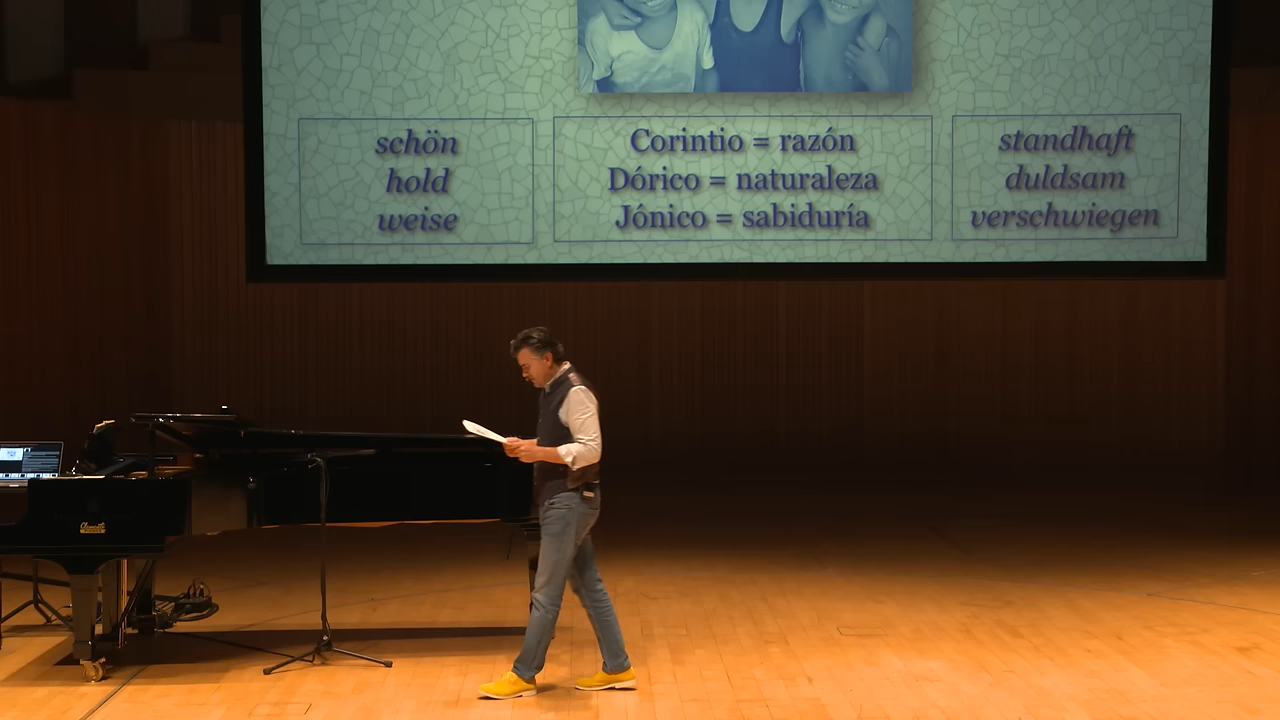 schön
hold
weise
Corintio = razón
Dórico = naturaleza
Jónico = sabiduría
standhaft
duldsam
verschwiegen